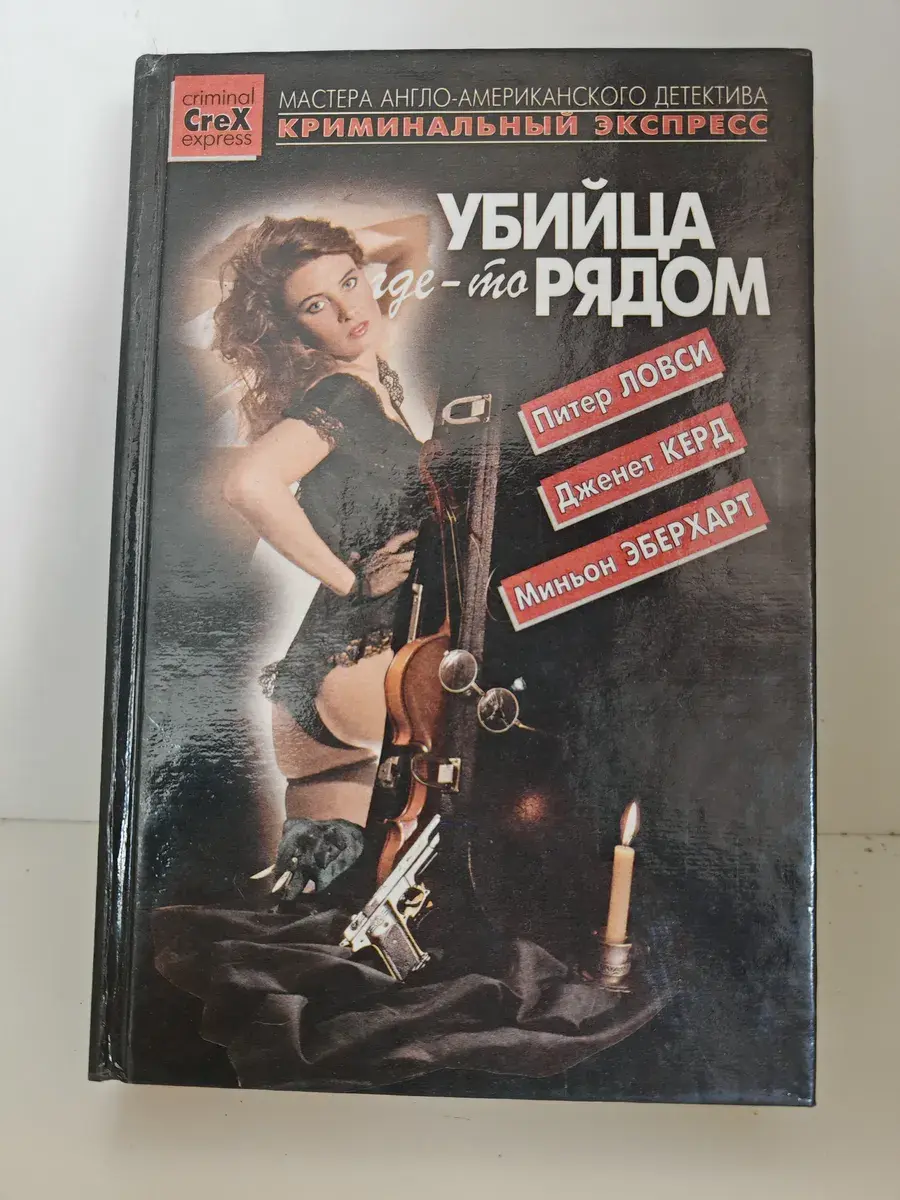 criminal
CreX
express
МАСТЕРА АНГЛО-АМЕРИКАНСКОГО ДЕТЕКТИВА
КРИМИНАЛЬНЫЙ ЭКСПРЕСС
УБИЙЦА
где-то РЯДОМ
Питер ЛОВСИ
Дженет КЕРД
Миньон ЭБЕРХАРТ